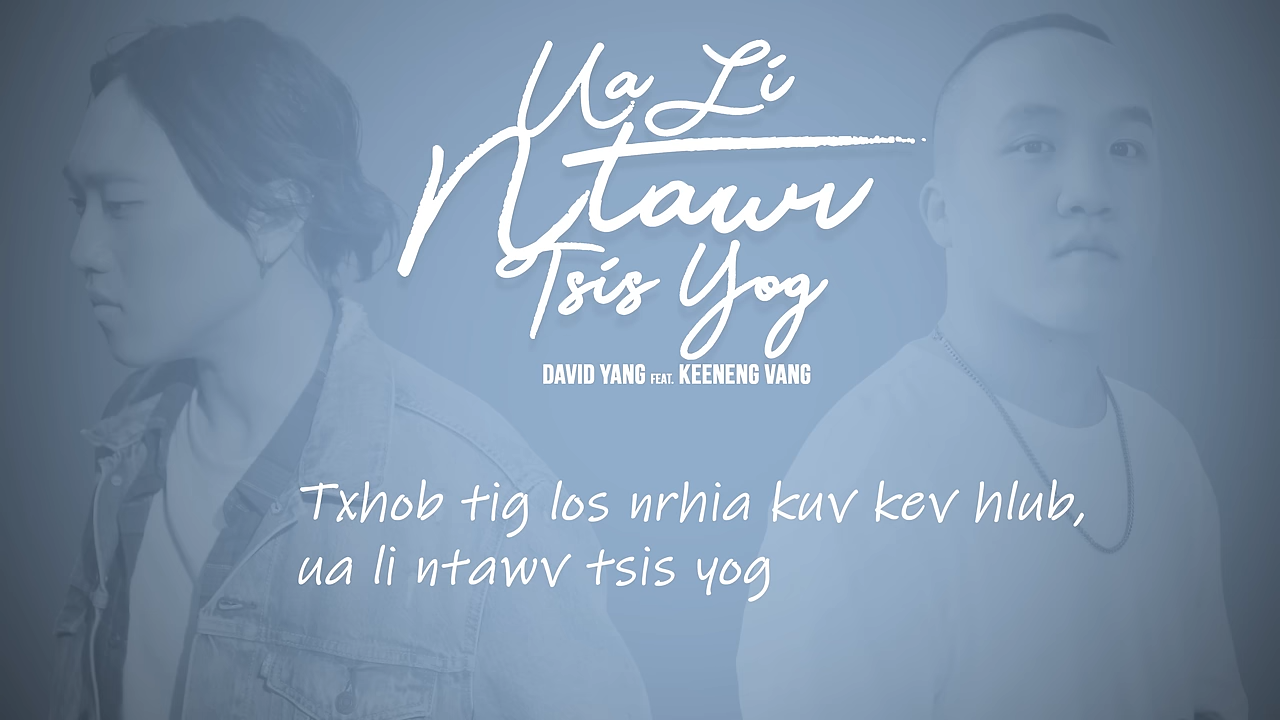 Ua Li
Ntawv
Tsis Yog
DAVID YANG FEAT. KEENENG VANG
Txhob tig los nrhia kuv kev hlub,
ua li ntawv tsis yog